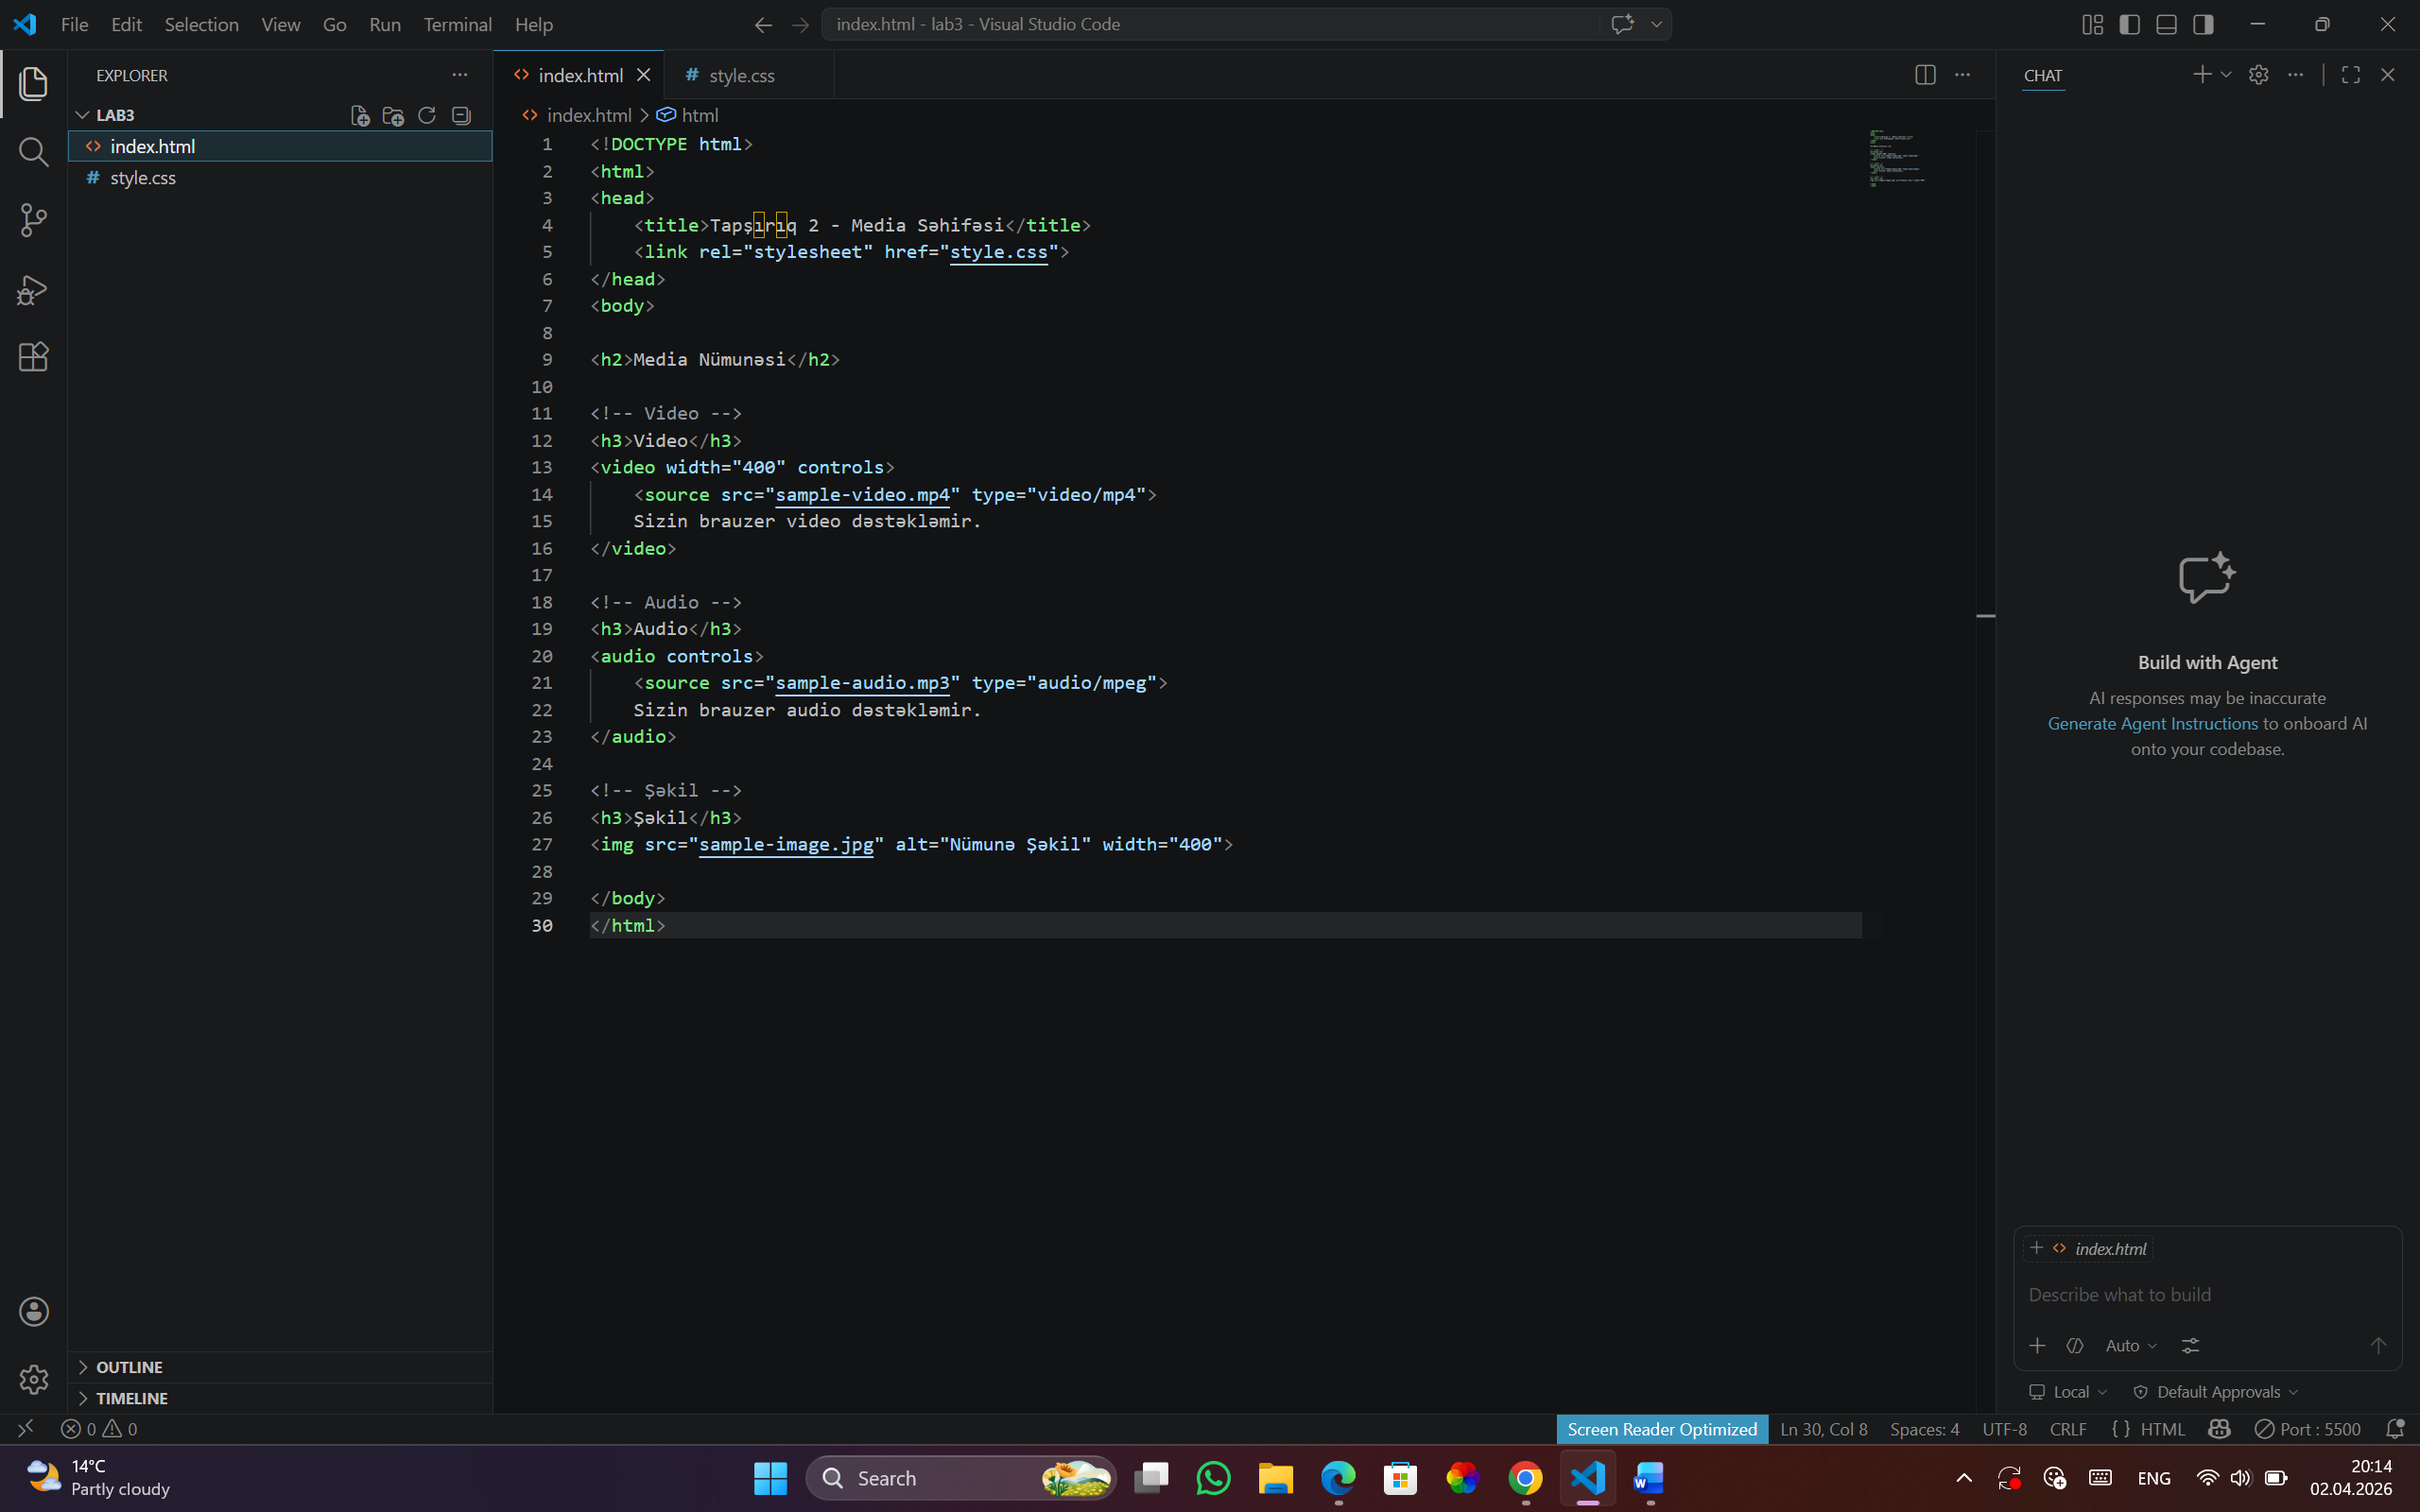 File Edit Selection View Go Run Terminal Help
index.html - lab3 - Visual Studio Code
EXPLORER
LAB3
index.html
style.css
index.html
style.css
index.html
html
1 <!DOCTYPE html>
2 <html>
3 <head>
4 <title>Tapşırıq 2 - Media Səhifəsi</title>
5 <link rel="stylesheet" href="style.css">
6 </head>
7 <body>
8
9 <h2>Media Nümunəsi</h2>
10
11 <!-- Video -->
12 <h3>Video</h3>
13 <video width="400" controls>
14 <source src="sample-video.mp4" type="video/mp4">
15 Sizin brauzer video dəstəkləmir.
16 </video>
17
18 <!-- Audio -->
19 <h3>Audio</h3>
20 <audio controls>
21 <source src="sample-audio.mp3" type="audio/mpeg">
22 Sizin brauzer audio dəstəkləmir.
23 </audio>
24
25 <!-- Şəkil -->
26 <h3>Şəkil</h3>
27 <img src="sample-image.jpg" alt="Nümunə Şəkil" width="400">
28
29 </body>
30 </html>
CHAT
Build with Agent
AI responses may be inaccurate
Generate Agent Instructions to onboard AI
onto your codebase.
index.html
Describe what to build
Auto
Local Default Approvals
OUTLINE
TIMELINE
0 0
Screen Reader Optimized Ln 30, Col 8 Spaces: 4 UTF-8 CRLF {} HTML Port : 5500
14°C
Partly cloudy
Search
ENG
20:14
02.04.2026